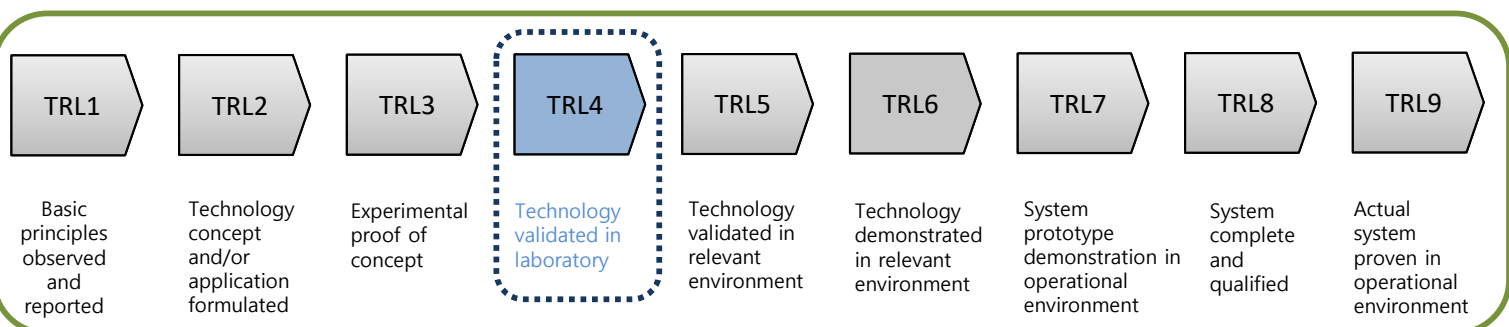 TRL1
TRL2
TRL3
TRL4
TRL5
TRL6
TRL7
TRL8
TRL9
Basic
principles
observed
and
reported
Technology
concept
and/or
application
formulated
Experimental
proof of
concept
Technology
validated in
laboratory
Technology
validated in
relevant
environment
Technology
demonstrated
in relevant
environment
System
prototype
demonstration in
operational
environment
System
complete
and
qualified
Actual
system
proven in
operational
environment